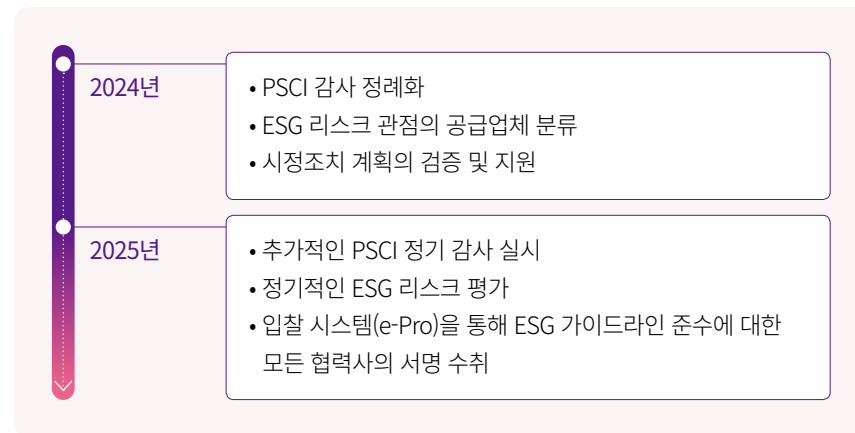 2024년
• PSCI 감사 정례화
• ESG 리스크 관점의 공급업체 분류
• 시정조치 계획의 검증 및 지원
2025년
• 추가적인 PSCI 정기 감사 실시
• 정기적인 ESG 리스크 평가
• 입찰 시스템(e-Pro)을 통해 ESG 가이드라인 준수에 대한
모든 협력사의 서명 수취